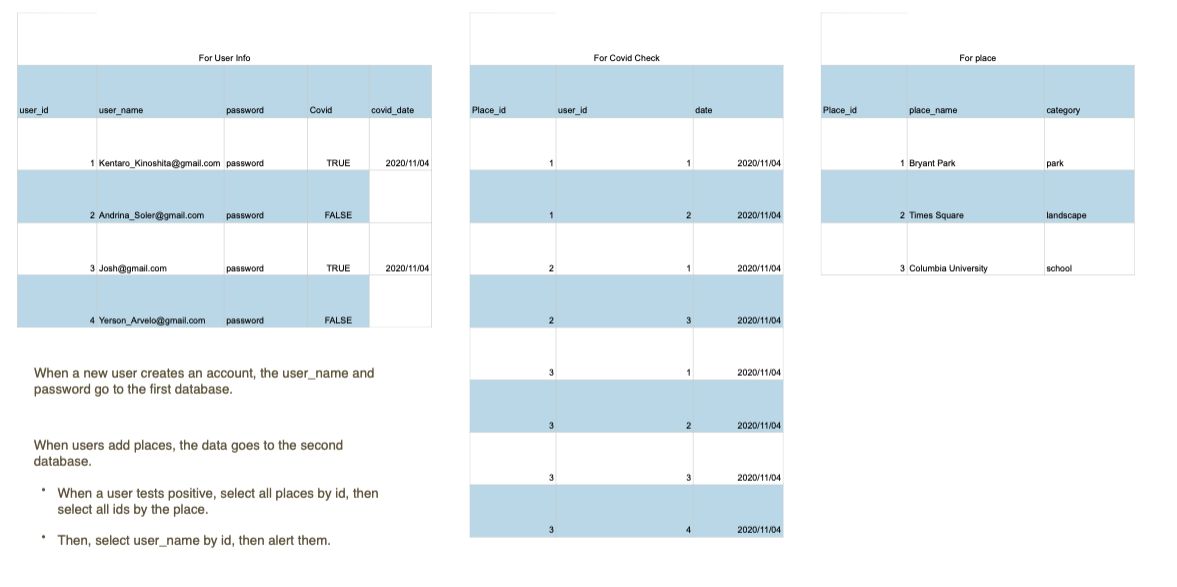 For User Info
user_id user_name password Covid covid_date
1 Kentaro_Kinoshita@gmail.com password TRUE 2020/11/04
2 Andrina_Soler@gmail.com password FALSE
3 Josh@gmail.com password TRUE 2020/11/04
4 Yerson_Arvelo@gmail.com password FALSE
When a new user creates an account, the user_name and
password go to the first database.
When users add places, the data goes to the second
database.
• When a user tests positive, select all places by id, then
select all ids by the place.
• Then, select user_name by id, then alert them.
For Covid Check
Place_id user_id date
1 1 2020/11/04
1 2 2020/11/04
2 1 2020/11/04
2 3 2020/11/04
3 1 2020/11/04
3 2 2020/11/04
3 3 2020/11/04
3 4 2020/11/04
For place
Place_id place_name category
1 Bryant Park park
2 Times Square landscape
3 Columbia University school